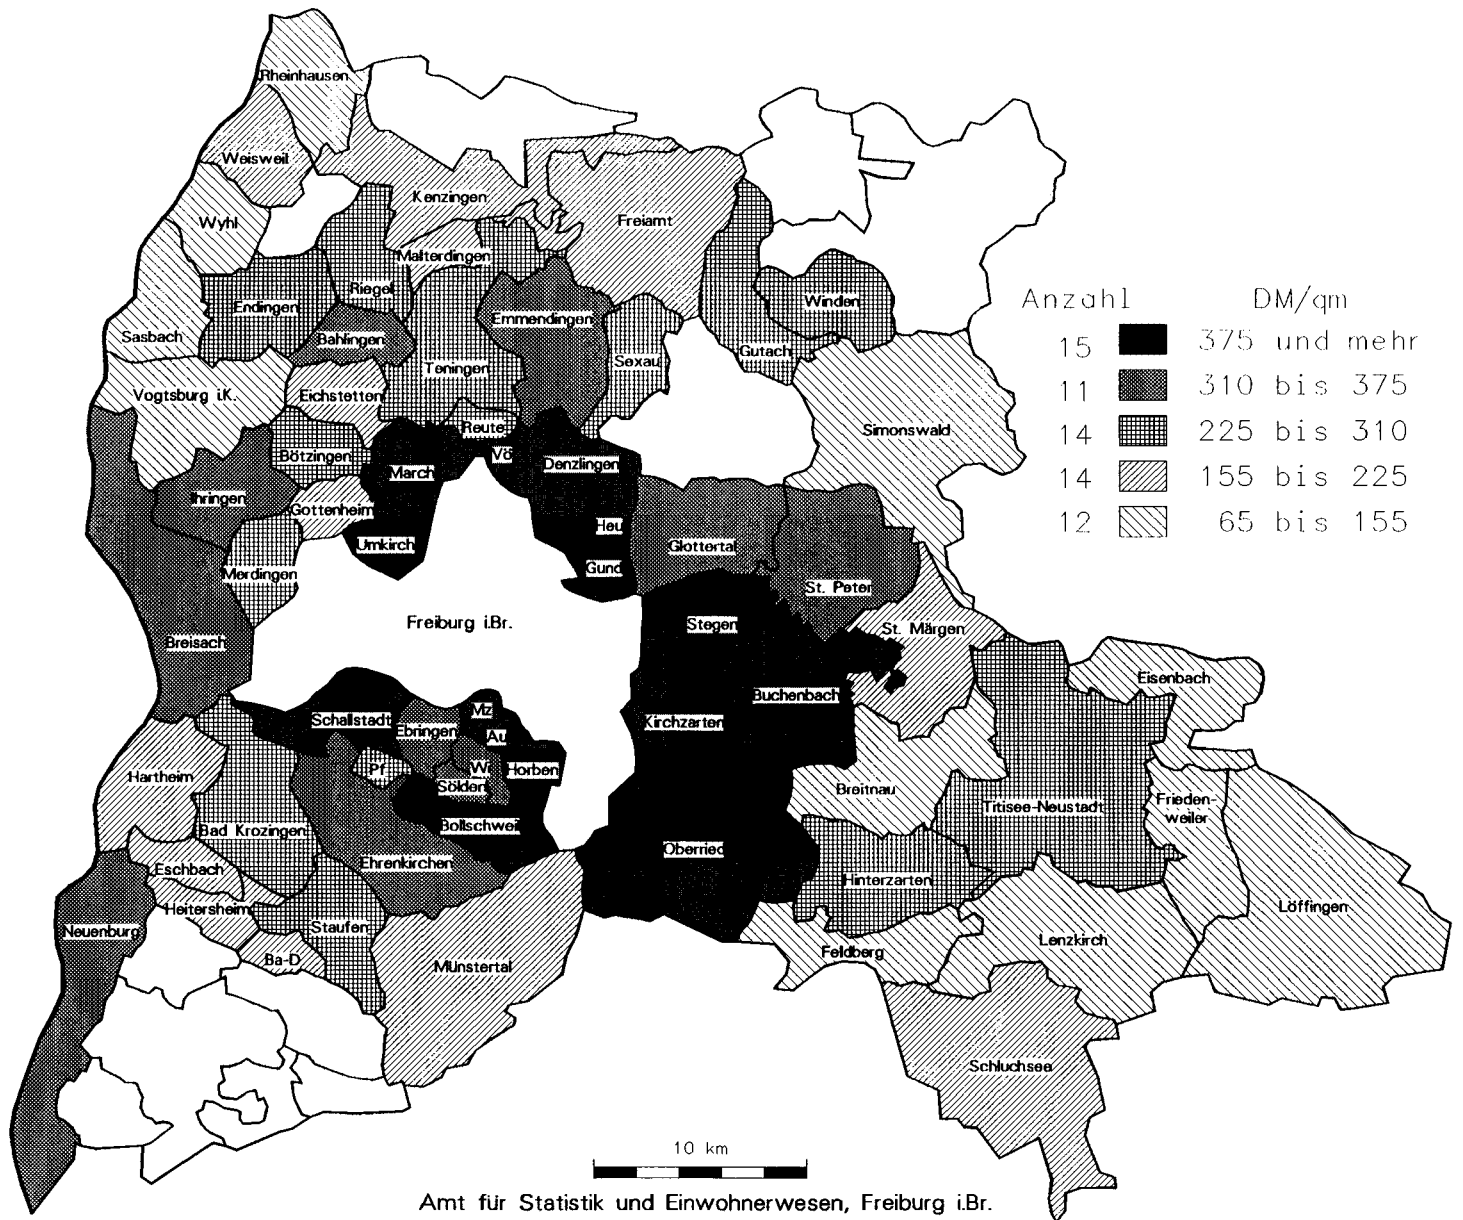 Rheinhausen
Weisweil
Kenzingen
Wyhl
Freiamt
Malterdingen
Riegel
Endingen
Winden
Emmendingen
Sasbach
Bahlingen
Gutach
Sexau
Teningen
Vogtsburg i.K.
Eichstetten
Reute
Simonswald
Bötzingen
Vö
Denzlingen
March
Ihringen
Gottenheim
Heu
Umkirch
Glottertal
Gund
Merdingen
St. Peter
Freiburg i.Br.
Stegen
St. Märgen
Breisach
Eisenbach
Buchenbach
Mz
Schallstadt
Kirchzarten
Ebringen
Au
Pf
Wi
Horben
Hartheim
Sölden
Breitnau
Titisee-Neustadt
Frieden-
weiler
Bad Krozingen
Bollschweil
Oberried
Ehrenkirchen
Eschbach
Hinterzarten
Heitersheim
Löffingen
Staufen
Neuenburg
Lenzkirch
Feldberg
Ba-D
Münstertal
Schluchsee
Anzahl DM/qm
15 375 und mehr
11 310 bis 375
14 225 bis 310
14 155 bis 225
12 65 bis 155
10 km
Amt für Statistik und Einwohnerwesen, Freiburg i.Br.